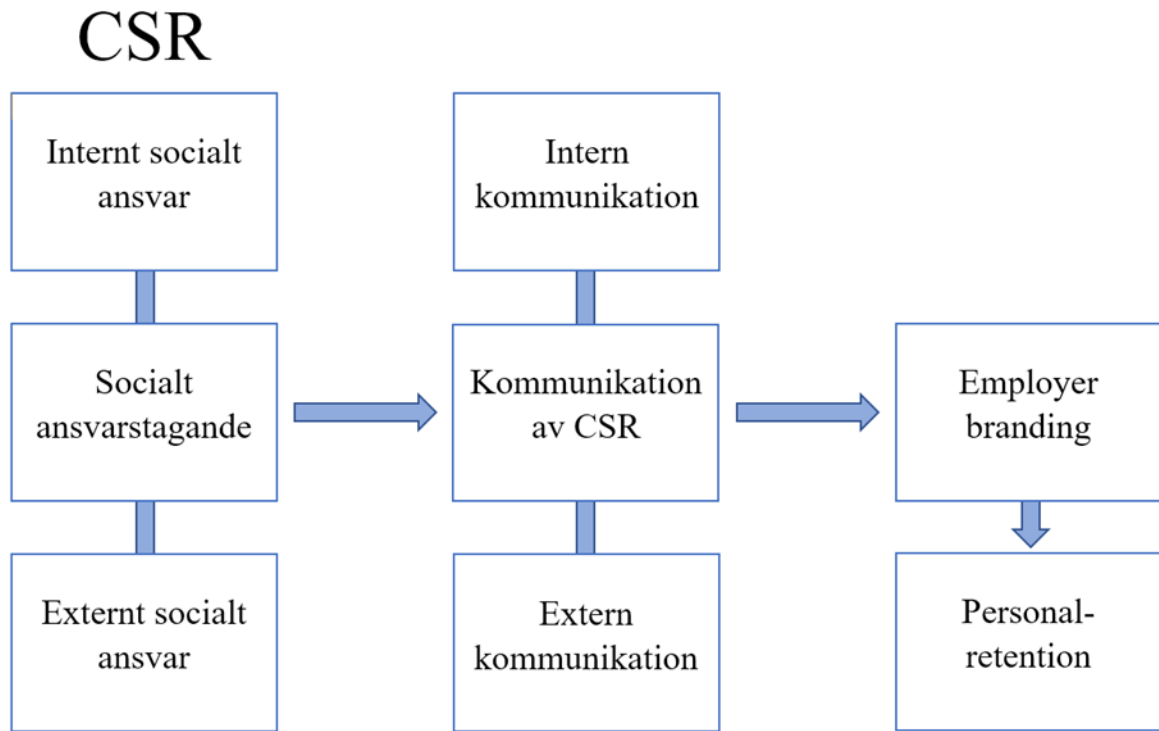 CSR
Internt socialt
ansvar
Socialt
ansvarstagande
Externt socialt
ansvar
Intern
kommunikation
Kommunikation
av CSR
Extern
kommunikation
Employer
branding
Personal-
retention